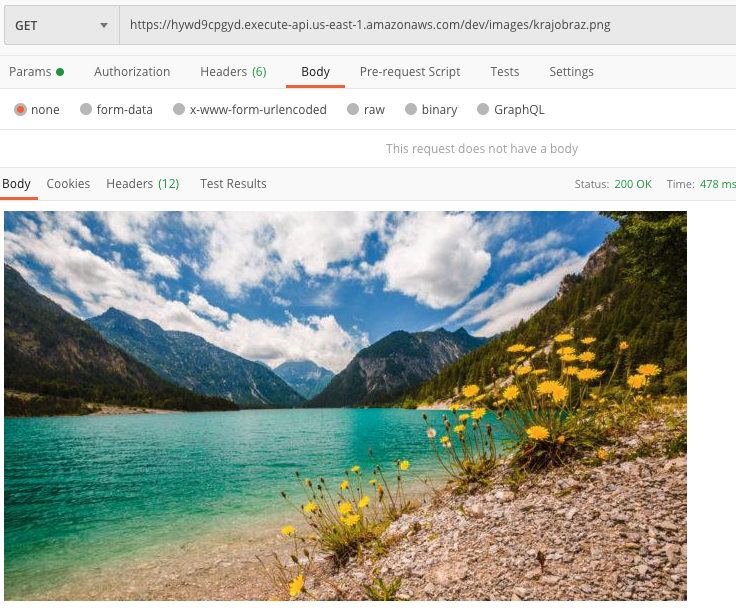 GET https://hywd9cpgyd.execute-api.us-east-1.amazonaws.com/dev/images/krajobraz.png
Params Authorization Headers (6) Body Pre-request Script Tests Settings
none form-data x-www-form-urlencoded raw binary GraphQL
This request does not have a body
Body Cookies Headers (12) Test Results Status: 200 OK Time: 478 ms